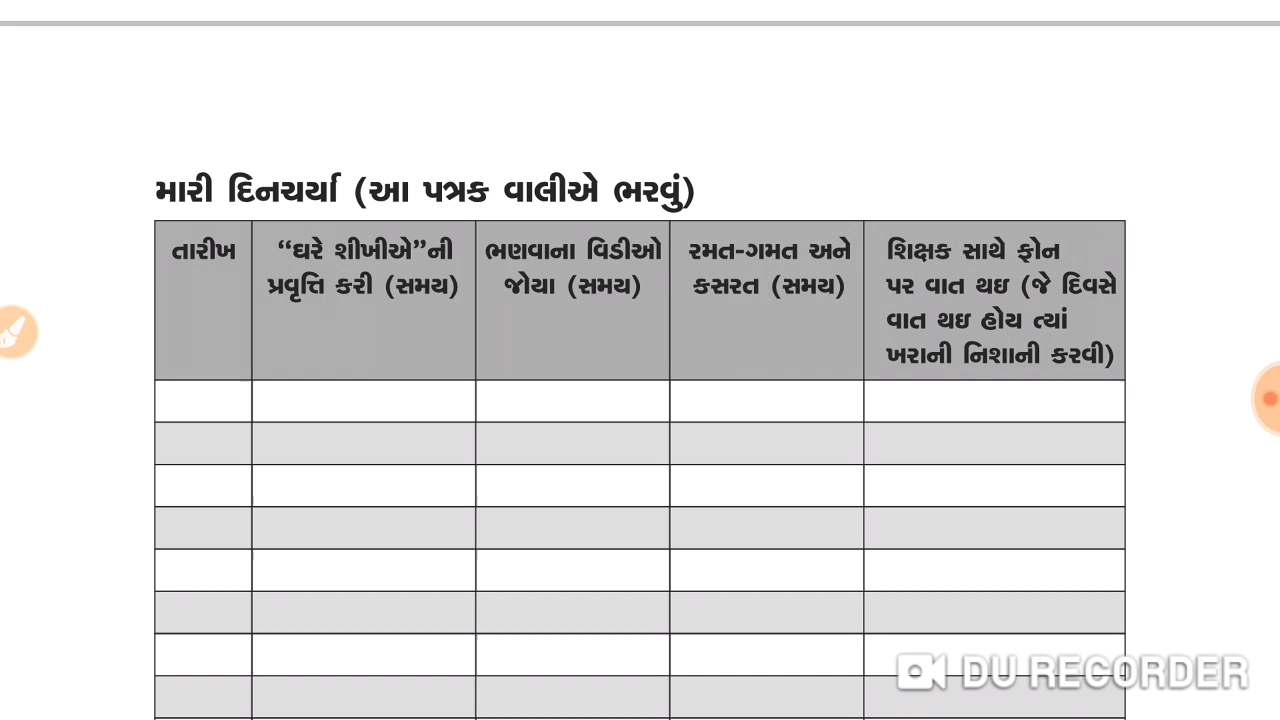 મારી દિનચર્યા (આ પત્રક વાલીએ ભરવું)
તારીખ
“ઘરે શીખીએ”ની
પ્રવૃત્તિ કરી (સમય)
ભણવાના વિડીઓ
જોયા (સમય)
રમત-ગમત અને
કસરત (સમય)
શિક્ષક સાથે ફોન
પર વાત થઇ (જે દિવસે
વાત થઇ હોય ત્યાં
ખરાની નિશાની કરવી)
DU RECORDER